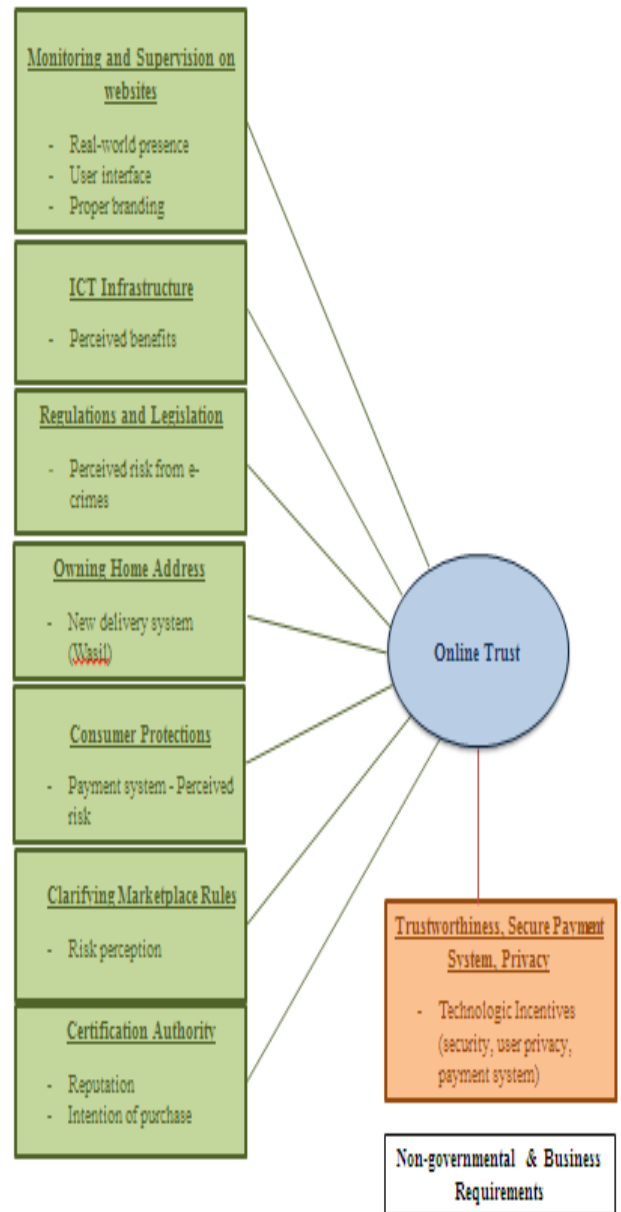 Monitoring and Supervision on
websites
- Real-world presence
- User interface
- Proper branding
ICT Infrastructure
- Perceived benefits
Regulations and Legislation
- Perceived risk from e-
crimes
Owning Home Address
- New delivery system
(Wasil)
Consumer Protections
- Payment system - Perceived
risk
Clarifying Marketplace Rules
- Risk perception
Certification Authority
- Reputation
- Intention of purchase
Online Trust
Trustworthiness, Secure Payment
System, Privacy
- Technologic Incentives
(security, user privacy,
payment system)
Non-governmental & Business
Requirements